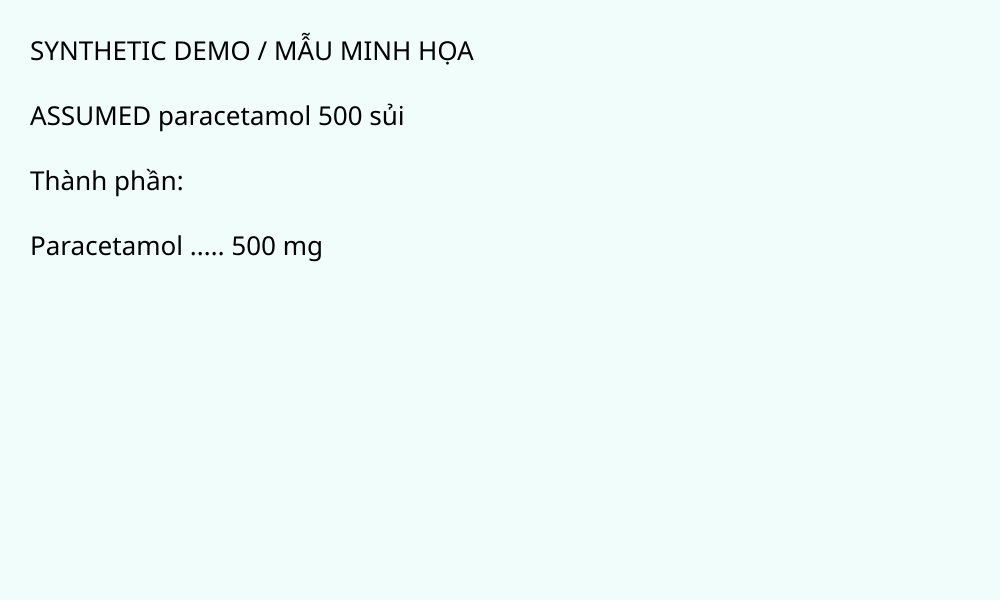 SYNTHETIC DEMO / MẪU MINH HỌA
ASSUMED paracetamol 500 sủi
Thành phần:
Paracetamol ..... 500 mg